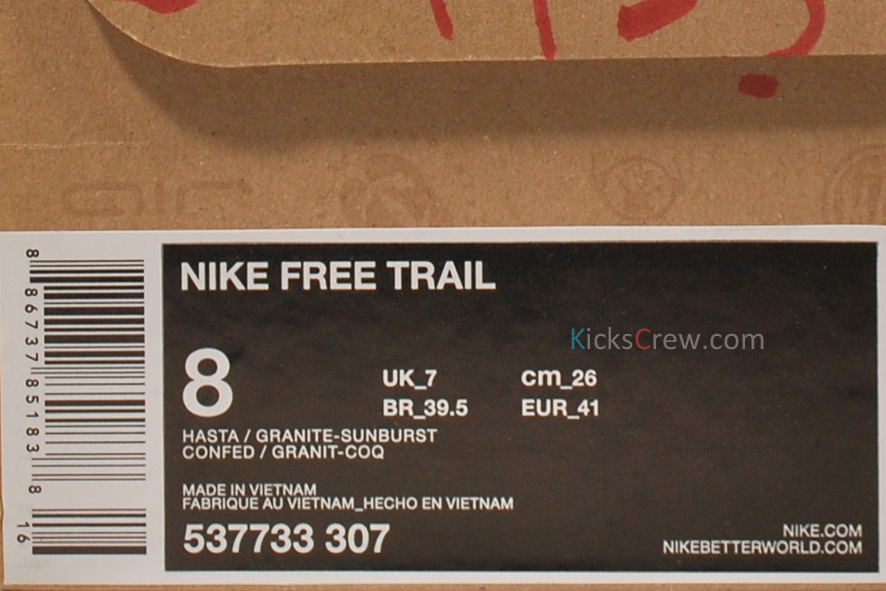 NIKE FREE TRAIL
KicksCrew.com
8
UK_7 cm_26
BR_39.5 EUR_41
HASTA / GRANITE-SUNBURST
CONFED / GRANIT-COQ
MADE IN VIETNAM
FABRIQUE AU VIETNAM_HECHO EN VIETNAM
537733 307
NIKE.COM
NIKEBETTERWORLD.COM
8 86737 85183 8
16